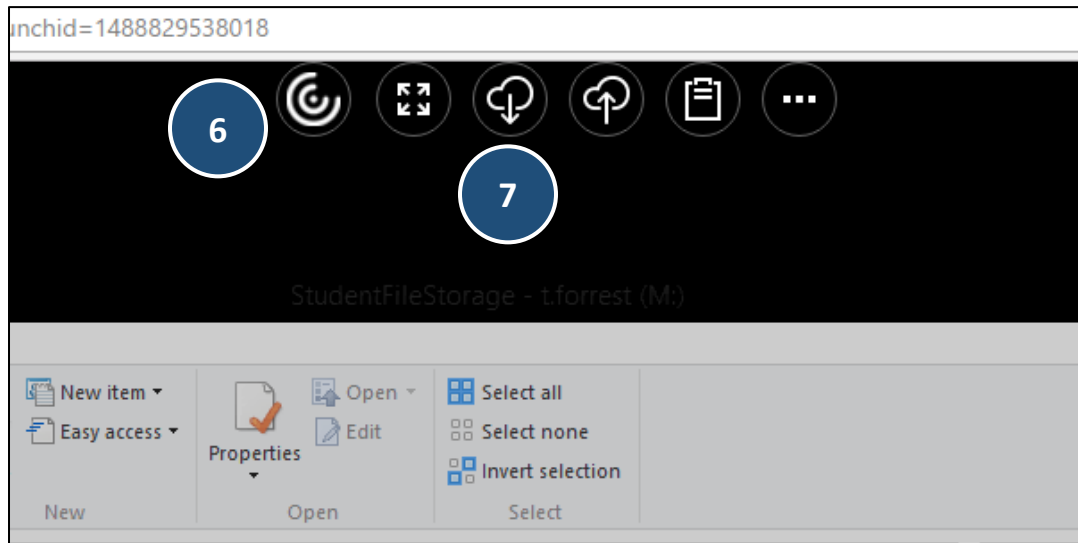 unchid=1488829538018
6
7
StudentFileStorage - t.forrest (M:)
New item
Open
Select all
Easy access
Edit
Select none
Properties
Invert selection
New
Open
Select